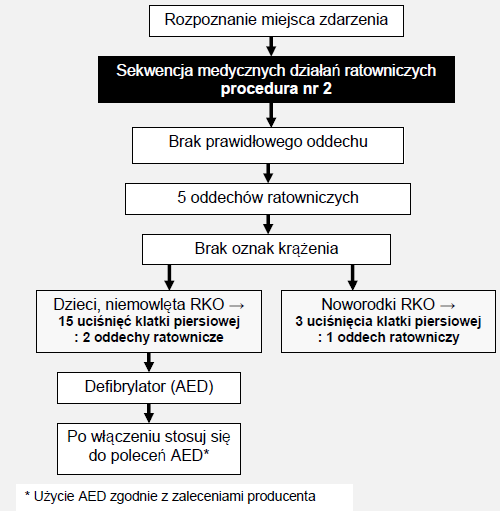 Rozpoznanie miejsca zdarzenia
Sekwencja medycznych działań ratowniczych
procedura nr 2
Brak prawidłowego oddechu
5 oddechów ratowniczych
Brak oznak krążenia
Dzieci, niemowlęta RKO →
15 uciśnięć klatki piersiowej
: 2 oddechy ratownicze
Noworodki RKO →
3 uciśnięcia klatki piersiowej
: 1 oddech ratowniczy
Defibrylator (AED)
Po włączeniu stosuj się
do poleceń AED*
* Użycie AED zgodnie z zaleceniami producenta